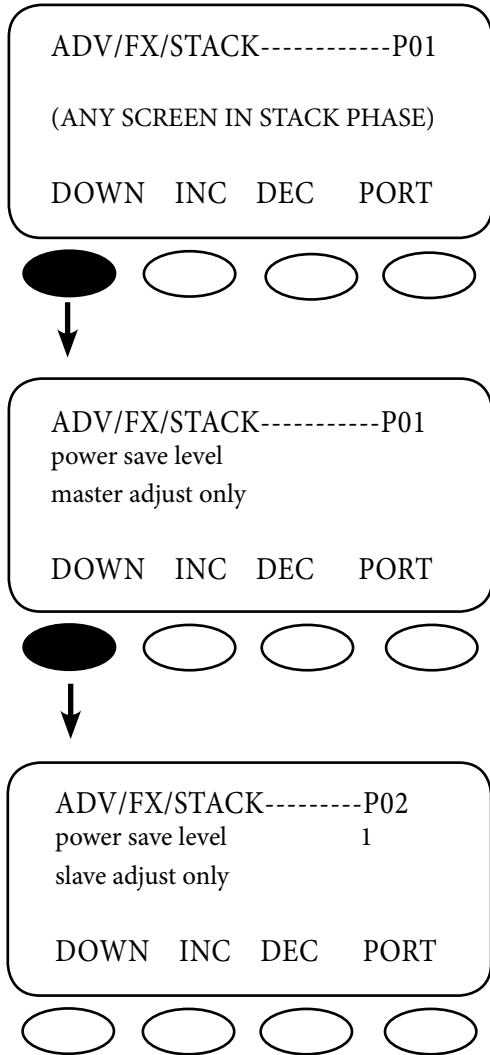 ADV/FX/STACK------------P01
(ANY SCREEN IN STACK PHASE)
DOWN INC DEC PORT
ADV/FX/STACK-----------P01
power save level
master adjust only
DOWN INC DEC PORT
ADV/FX/STACK---------P02
power save level 1
slave adjust only
DOWN INC DEC PORT